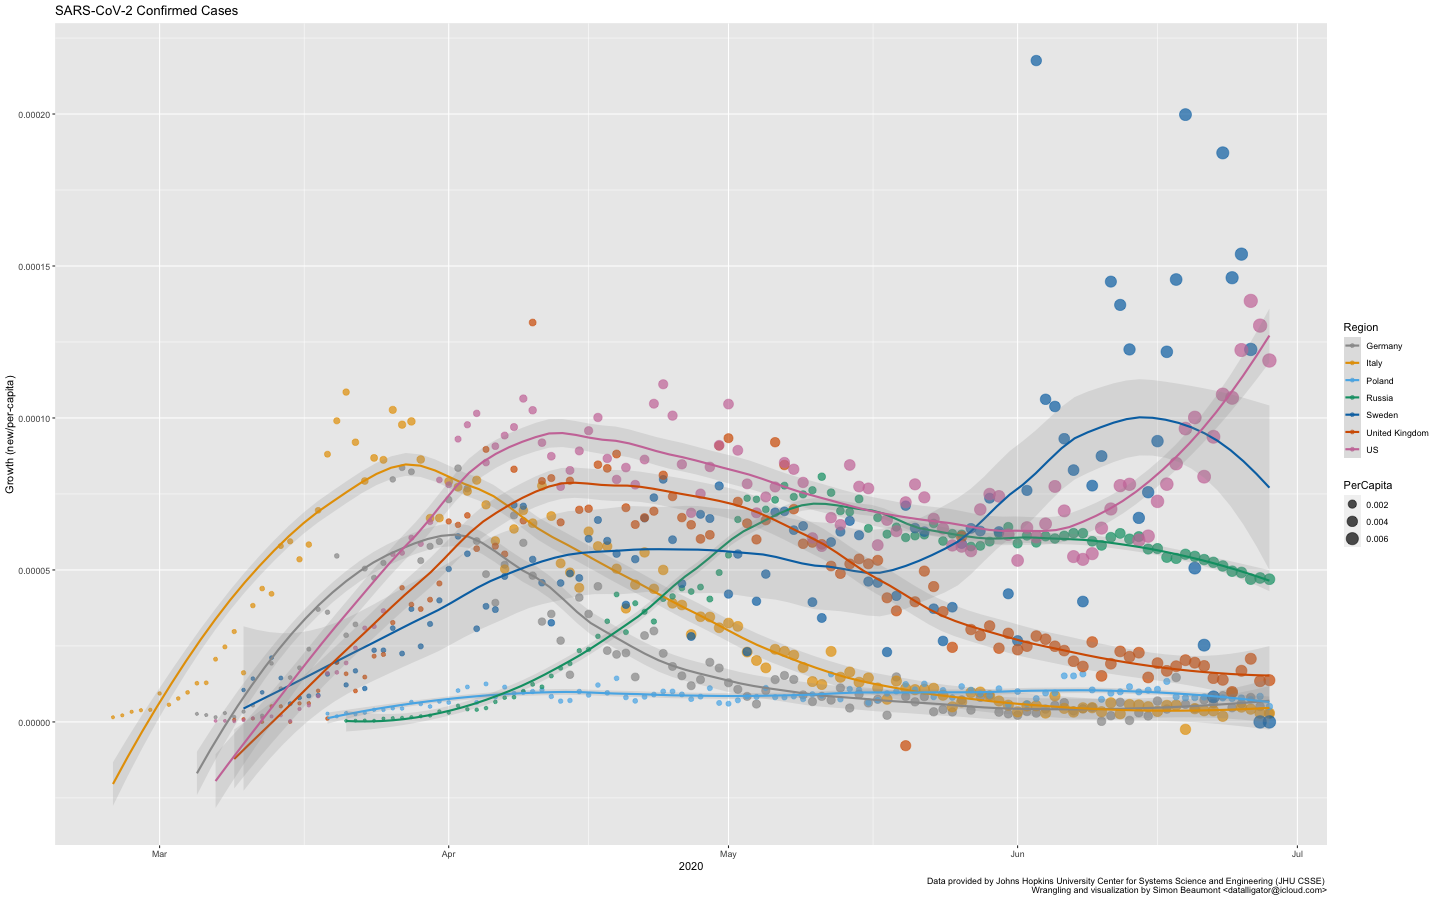 SARS-CoV-2 Confirmed Cases
Growth (new/per-capita)
0.00020
0.00015
0.00010
0.00005
0.00000
Mar
Apr
May
Jun
Jul
2020
Region
Germany
Italy
Poland
Russia
Sweden
United Kingdom
US
PerCapita
0.002
0.004
0.006
Data provided by Johns Hopkins University Center for Systems Science and Engineering (JHU CSSE)
Wrangling and visualization by Simon Beaumont <datalligator@icloud.com>